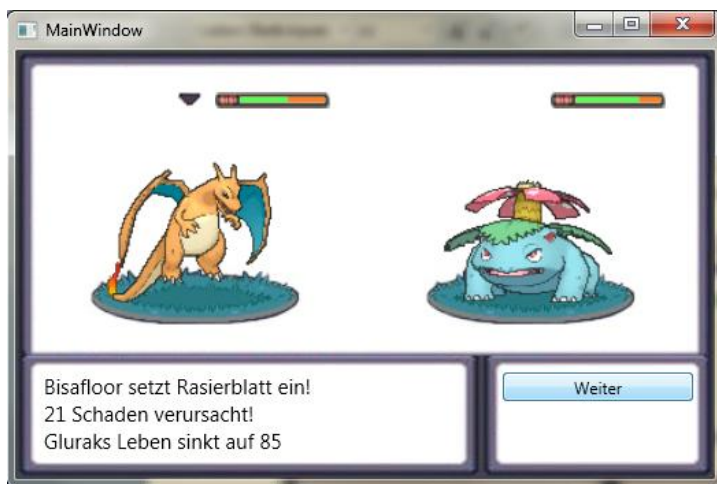 MainWindow
Bisafloor setzt Rasierblatt ein!
21 Schaden verursacht!
Gluraks Leben sinkt auf 85
Weiter